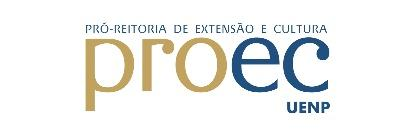 PRÓ-REITORIA DE EXTENSÃO E CULTURA
proec
UENP